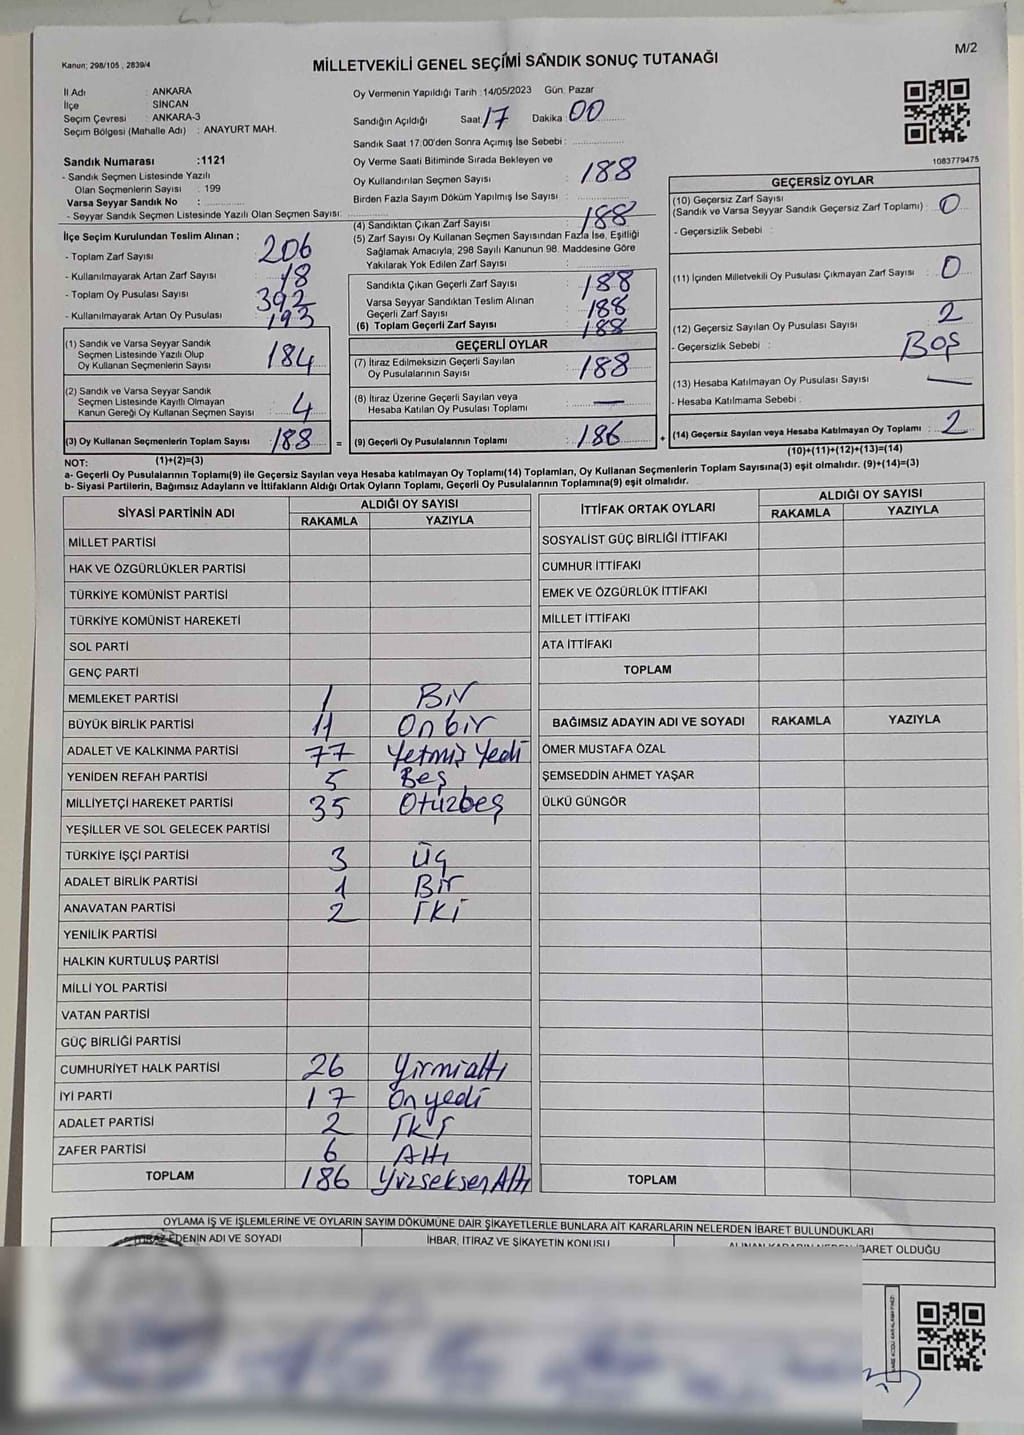 M/2
Kanun; 298/105 , 2839/4
MİLLETVEKİLİ GENEL SEÇİMİ SANDIK SONUÇ TUTANAĞI
İl Adı : ANKARA
İlçe : SİNCAN
Seçim Çevresi : ANKARA-3
Seçim Bölgesi (Mahalle Adı) : ANAYURT MAH.
Sandık Numarası :1121
- Sandık Seçmen Listesinde Yazılı
Olan Seçmenlerin Sayısı : 199
Varsa Seyyar Sandık No :
- Seyyar Sandık Seçmen Listesinde Yazılı Olan Seçmen Sayısı:
İlçe Seçim Kurulundan Teslim Alınan ;
- Toplam Zarf Sayısı : 206
- Kullanılmayarak Artan Zarf Sayısı : 18
- Toplam Oy Pusulası Sayısı : 392
- Kullanılmayarak Artan Oy Pusulası : 193
(1) Sandık ve Varsa Seyyar Sandık
Seçmen Listesinde Yazılı Olup
Oy Kullanan Seçmenlerin Sayısı : 184
(2) Sandık ve Varsa Seyyar Sandık
Seçmen Listesinde Kayıtlı Olmayan
Kanun Gereği Oy Kullanan Seçmen Sayısı : 4
(3) Oy Kullanan Seçmenlerin Toplam Sayısı : 188
(1)+(2)=(3)
Oy Vermenin Yapıldığı Tarih :14/05/2023 Gün: Pazar
Sandığın Açıldığı Saat 17 Dakika 00
Sandık Saat 17.00'den Sonra Açımış İse Sebebi :
Oy Verme Saati Bitiminde Sırada Bekleyen ve
Oy Kullandırılan Seçmen Sayısı : 188
Birden Fazla Sayım Döküm Yapılmış İse Sayısı :
(4) Sandıktan Çıkan Zarf Sayısı : 188
(5) Zarf Sayısı Oy Kullanan Seçmen Sayısından Fazla İse, Eşitliği
Sağlamak Amacıyla, 298 Sayılı Kanunun 98. Maddesine Göre
Yakılarak Yok Edilen Zarf Sayısı :
Sandıkta Çıkan Geçerli Zarf Sayısı : 188
Varsa Seyyar Sandıktan Teslim Alınan
Geçerli Zarf Sayısı : 188
(6) Toplam Geçerli Zarf Sayısı : 188
GEÇERLİ OYLAR
(7) İtiraz Edilmeksizin Geçerli Sayılan
Oy Pusulalarının Sayısı : 188
(8) İtiraz Üzerine Geçerli Sayılan veya
Hesaba Katılan Oy Pusulaları Toplamı : —
= (9) Geçerli Oy Pusulalarının Toplamı : 186
1083779475
GEÇERSİZ OYLAR
(10) Geçersiz Zarf Sayısı
(Sandık ve Varsa Seyyar Sandık Geçersiz Zarf Toplamı) : 0
- Geçersizlik Sebebi :
(11) İçinden Milletvekili Oy Pusulası Çıkmayan Zarf Sayısı : 0
(12) Geçersiz Sayılan Oy Pusulası Sayısı : 2
- Geçersizlik Sebebi : Boş
(13) Hesaba Katılmayan Oy Pusulası Sayısı : —
- Hesaba Katılmama Sebebi :
+ (14) Geçersiz Sayılan veya Hesaba Katılmayan Oy Toplamı : 2
(10)+(11)+(12)+(13)=(14)
NOT:
a- Geçerli Oy Pusulalarının Toplamı(9) ile Geçersiz Sayılan veya Hesaba katılmayan Oy Toplamı(14) Toplamları, Oy Kullanan Seçmenlerin Toplam Sayısına(3) eşit olmalıdır. (9)+(14)=(3)
b- Siyasi Partilerin, Bağımsız Adayların ve İttifakların Aldığı Ortak Oyların Toplamı, Geçerli Oy Pusulalarının Toplamına(9) eşit olmalıdır.
SİYASİ PARTİNİN ADI ALDIĞI OY SAYISI
RAKAMLA YAZIYLA
MİLLET PARTİSİ
HAK VE ÖZGÜRLÜKLER PARTİSİ
TÜRKİYE KOMÜNİST PARTİSİ
TÜRKİYE KOMÜNİST HAREKETİ
SOL PARTİ
GENÇ PARTİ
MEMLEKET PARTİSİ 1 Bir
BÜYÜK BİRLİK PARTİSİ 11 Onbir
ADALET VE KALKINMA PARTİSİ 77 Yetmiş Yedi
YENİDEN REFAH PARTİSİ 5 Beş
MİLLİYETÇİ HAREKET PARTİSİ 35 Otuzbeş
YEŞİLLER VE SOL GELECEK PARTİSİ
TÜRKİYE İŞÇİ PARTİSİ 3 Üç
ADALET BİRLİK PARTİSİ 1 Bir
ANAVATAN PARTİSİ 2 İki
YENİLİK PARTİSİ
HALKIN KURTULUŞ PARTİSİ
MİLLİ YOL PARTİSİ
VATAN PARTİSİ
GÜÇ BİRLİĞİ PARTİSİ
CUMHURİYET HALK PARTİSİ 26 Yirmialtı
İYİ PARTİ 17 Onyedi
ADALET PARTİSİ 2 İki
ZAFER PARTİSİ 6 Altı
TOPLAM 186 YüzseksenAltı
İTTİFAK ORTAK OYLARI ALDIĞI OY SAYISI
RAKAMLA YAZIYLA
SOSYALİST GÜÇ BİRLİĞİ İTTİFAKI
CUMHUR İTTİFAKI
EMEK VE ÖZGÜRLÜK İTTİFAKI
MİLLET İTTİFAKI
ATA İTTİFAKI
TOPLAM
BAĞIMSIZ ADAYIN ADI VE SOYADI RAKAMLA YAZIYLA
ÖMER MUSTAFA ÖZAL
ŞEMSEDDİN AHMET YAŞAR
ÜLKÜ GÜNGÖR
TOPLAM
OYLAMA İŞ VE İŞLEMLERİNE VE OYLARIN SAYIM DÖKÜMÜNE DAİR ŞİKAYETLERLE BUNLARA AİT KARARLARIN NELERDEN İBARET BULUNDUKLARI
İTİRAZ EDENİN ADI VE SOYADI İHBAR, İTİRAZ VE ŞİKAYETİN KONUSU ALINAN KARARIN NEDEN İBARET OLDUĞU